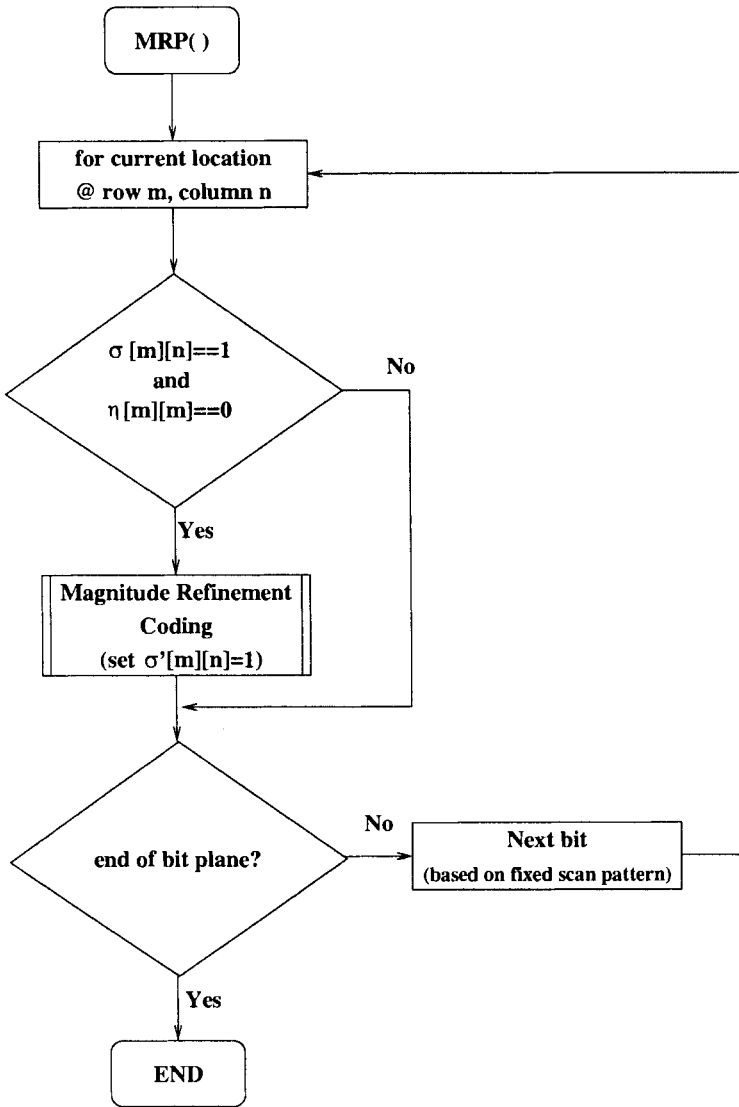 MRP( )
for current location
@ row m, column n
σ [m][n]==1
and
η[m][m]==0
No
Yes
Magnitude Refinement
Coding
(set σ'[m][n]=1)
end of bit plane?
No
Next bit
(based on fixed scan pattern)
Yes
END